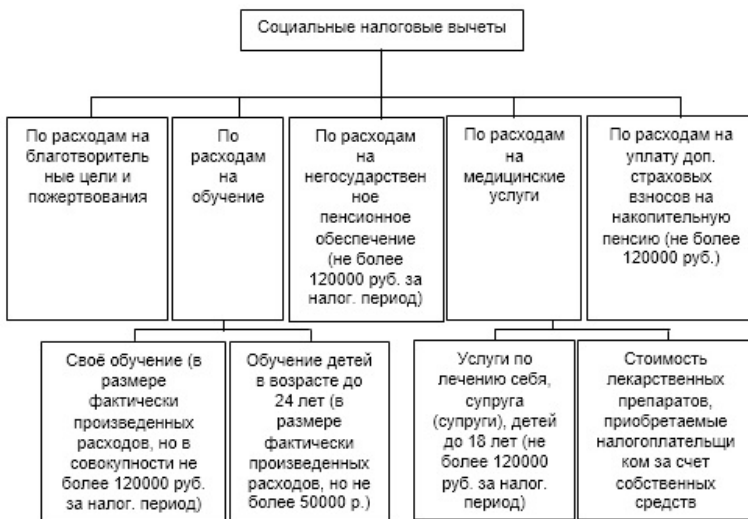 Социальные налоговые вычеты
По расходам на
благотворитель
ные цели и
пожертвования
По
расходам
на
обучение
По расходам
на
негосударствен
ное
пенсионное
обеспечение
(не более
120000 руб. за
налог. период)
По расходам
на
медицинские
услуги
По расходам на
уплату доп.
страховых
взносов на
накопительную
пенсию (не более
120000 руб.)
Своё обучение (в
размере
фактически
произведенных
расходов, но в
совокупности не
более 120000 руб.
за налог. период)
Обучение детей
в возрасте до
24 лет (в
размере
фактически
произведенных
расходов, но не
более 50000 р.)
Услуги по
лечению себя,
супруга
(супруги), детей
до 18 лет (не
более 120000
руб. за налог.
период)
Стоимость
лекарственных
препаратов,
приобретаемые
налогоплательщи
ком за счет
собственных
средств